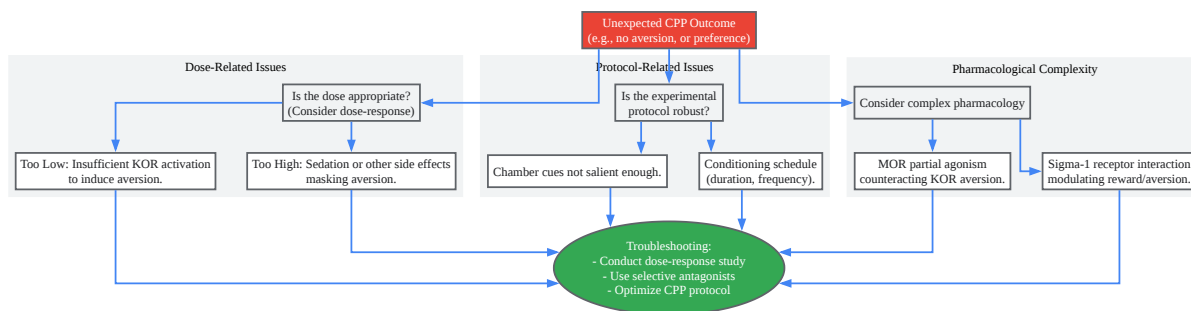 Unexpected CPP Outcome
(e.g., no aversion, or preference)
Dose-Related Issues
Is the dose appropriate?
(Consider dose-response)
Too Low: Insufficient KOR activation
to induce aversion.
Too High: Sedation or other side effects
masking aversion.
Protocol-Related Issues
Is the experimental
protocol robust?
Chamber cues not salient enough.
Conditioning schedule
(duration, frequency).
Pharmacological Complexity
Consider complex pharmacology
MOR partial agonism
counteracting KOR aversion.
Sigma-1 receptor interaction
modulating reward/aversion.
Troubleshooting:
- Conduct dose-response study
- Use selective antagonists
- Optimize CPP protocol